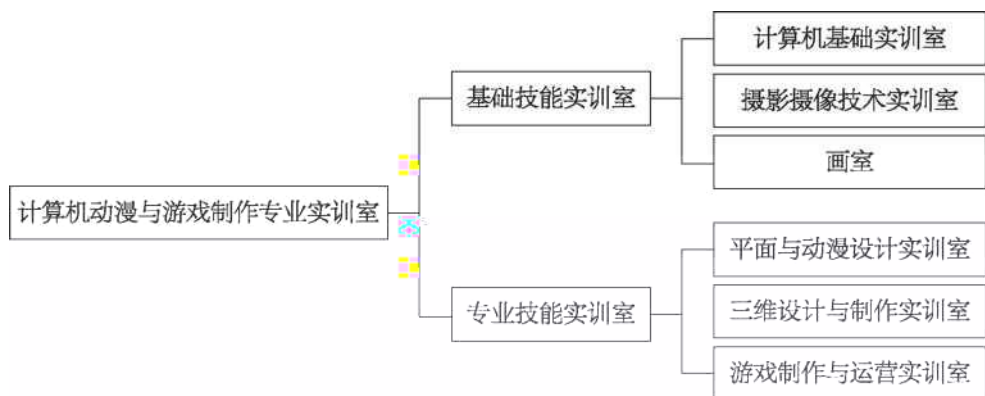 计算机基础实训室
基础技能实训室
摄影摄像技术实训室
画室
计算机动漫与游戏制作专业实训室
平面与动漫设计实训室
专业技能实训室
三维设计与制作实训室
游戏制作与运营实训室